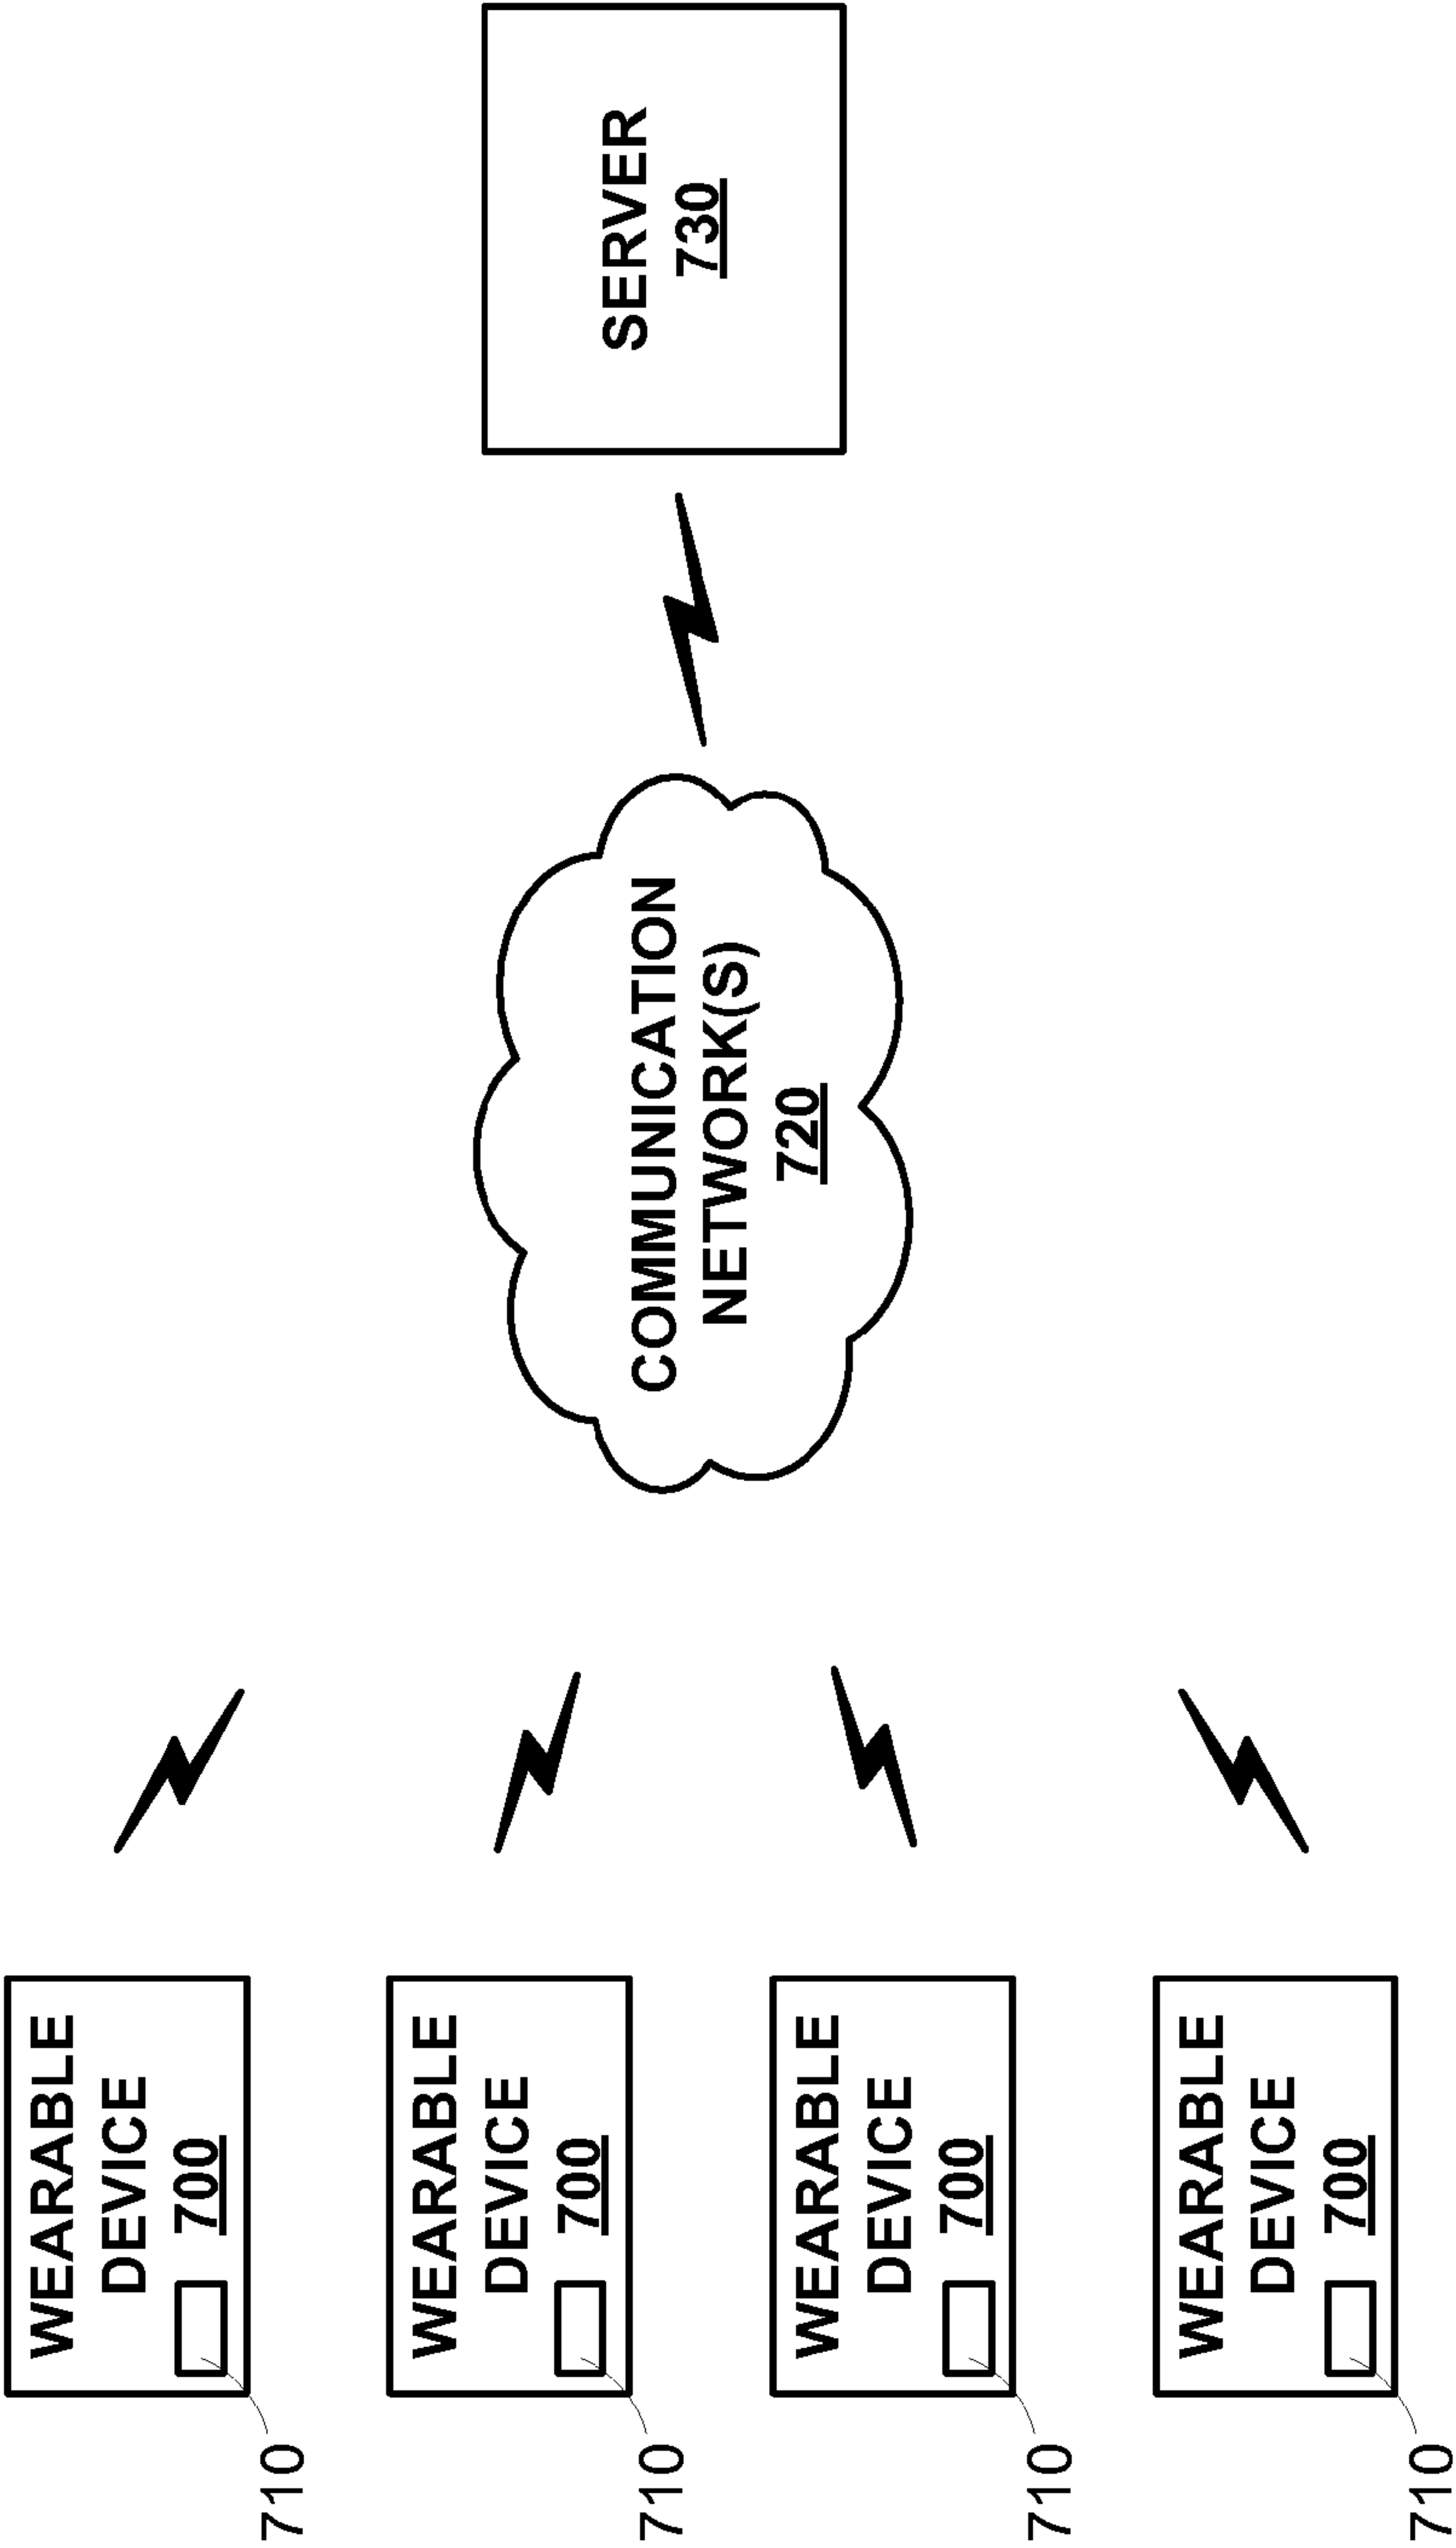 WEARABLE
DEVICE
700
710
WEARABLE
DEVICE
700
710
WEARABLE
DEVICE
700
710
WEARABLE
DEVICE
700
710
COMMUNICATION
NETWORK(S)
720
SERVER
730